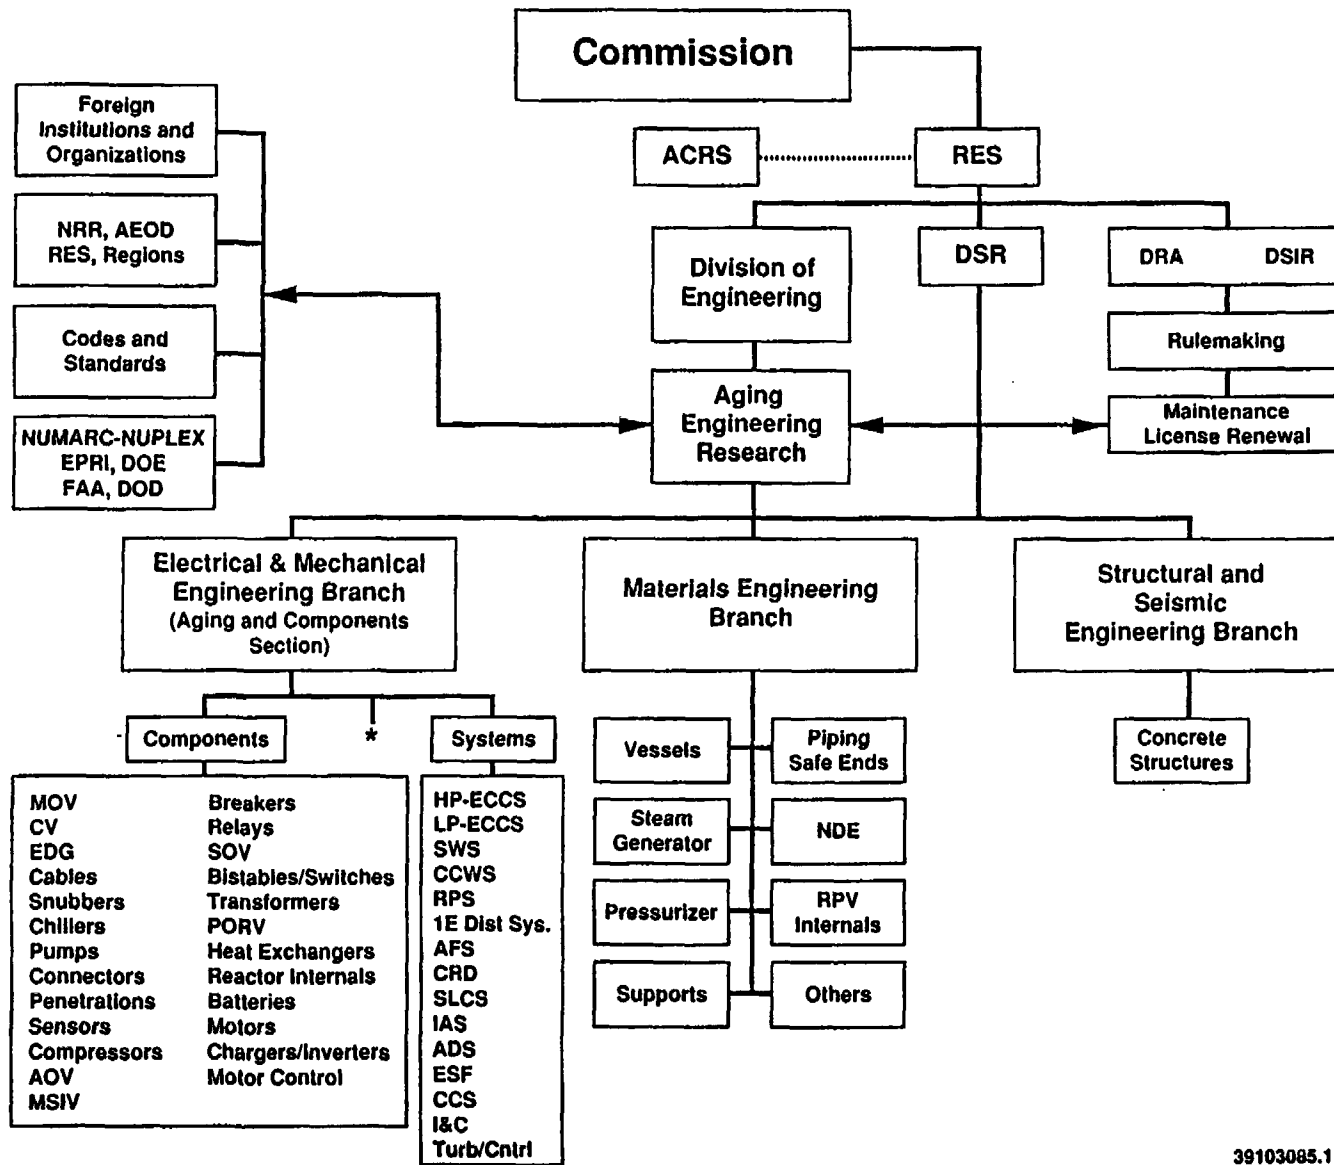 Commission
Foreign
Institutions and
Organizations
ACRS
RES
NRR, AEOD
RES, Regions
Division of
Engineering
DSR
DRA DSIR
Codes and
Standards
Rulemaking
Aging
Engineering
Research
Maintenance
License Renewal
NUMARC-NUPLEX
EPRI, DOE
FAA, DOD
Electrical & Mechanical
Engineering Branch
(Aging and Components
Section)
Materials Engineering
Branch
Structural and
Seismic
Engineering Branch
Components
*
Systems
MOV
CV
EDG
Cables
Snubbers
Chillers
Pumps
Connectors
Penetrations
Sensors
Compressors
AOV
MSIV
Breakers
Relays
SOV
Bistables/Switches
Transformers
PORV
Heat Exchangers
Reactor Internals
Batteries
Motors
Chargers/Inverters
Motor Control
HP-ECCS
LP-ECCS
SWS
CCWS
RPS
1E Dist Sys.
AFS
CRD
SLCS
IAS
ADS
ESF
CCS
I&C
Turb/Cntrl
Vessels
Piping
Safe Ends
Steam
Generator
NDE
Pressurizer
RPV
Internals
Supports
Others
Concrete
Structures
39103085.1